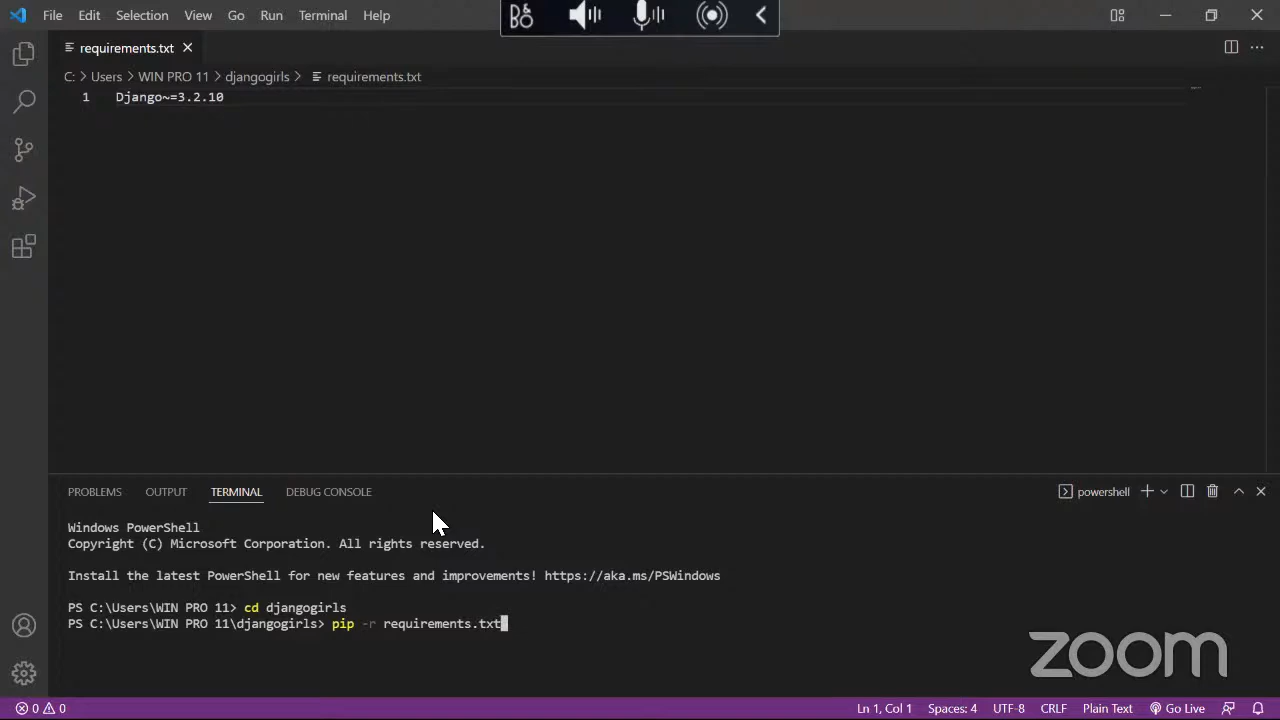 File Edit Selection View Go Run Terminal Help
requirements.txt
C: > Users > WIN PRO 11 > djangogirls > requirements.txt
1 Django~=3.2.10
PROBLEMS OUTPUT TERMINAL DEBUG CONSOLE
powershell
Windows PowerShell
Copyright (C) Microsoft Corporation. All rights reserved.
Install the latest PowerShell for new features and improvements! https://aka.ms/PSWindows
PS C:\Users\WIN PRO 11> cd djangogirls
PS C:\Users\WIN PRO 11\djangogirls> pip -r requirements.txt
zoom
0 0
Ln 1, Col 1 Spaces: 4 UTF-8 CRLF Plain Text Go Live